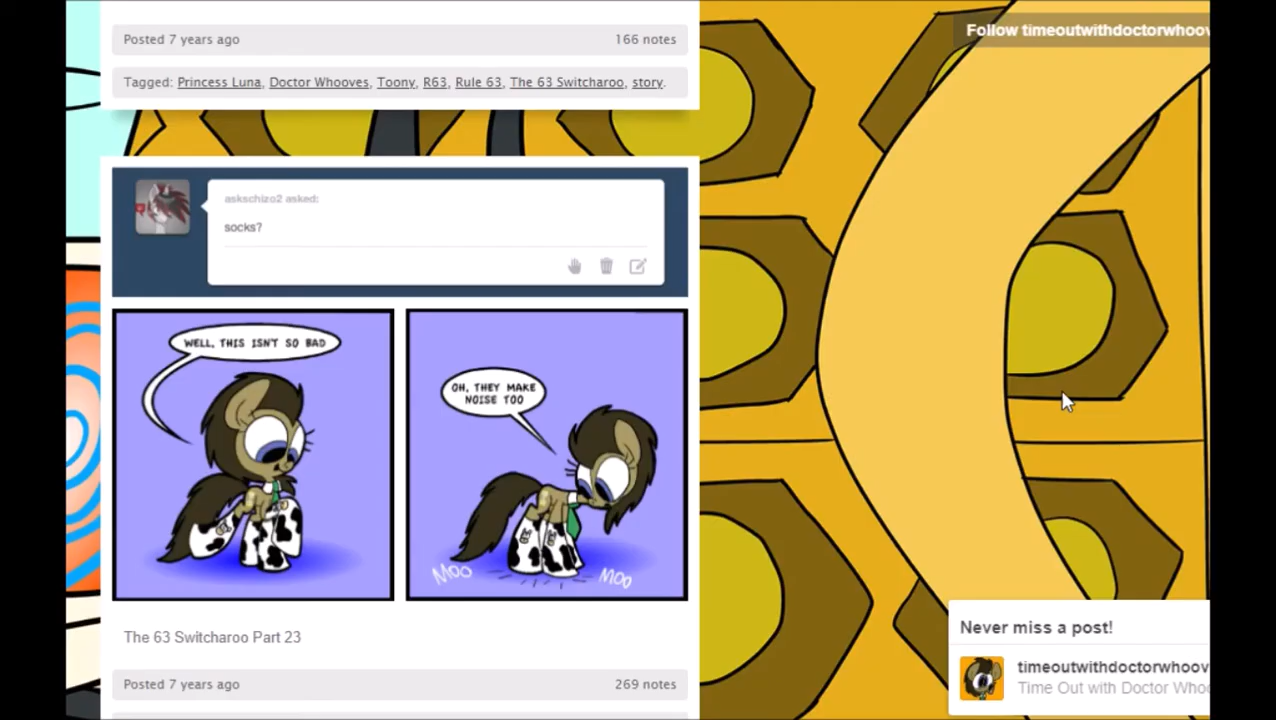 Posted 7 years ago
166 notes
Follow timeoutwithdoctorwhoov
Tagged: Princess Luna, Doctor Whooves, Toony, R63, Rule 63, The 63 Switcharoo, story.
askschizo2 asked:
socks?
WELL, THIS ISN'T SO BAD
OH, THEY MAKE
NOISE TOO
MOO
MOO
The 63 Switcharoo Part 23
Posted 7 years ago
269 notes
Never miss a post!
timeoutwithdoctorwhoov
Time Out with Doctor Whoo